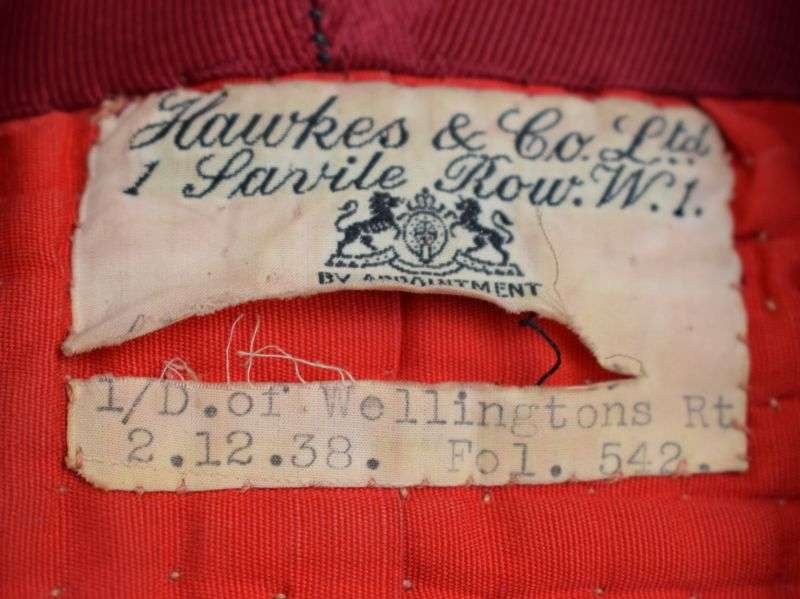 Hawkes & Co. Ltd
1 Savile Row. W.1.
BY APPOINTMENT
1/D.of Wellingtons Rt
2.12.38. Fol. 542.